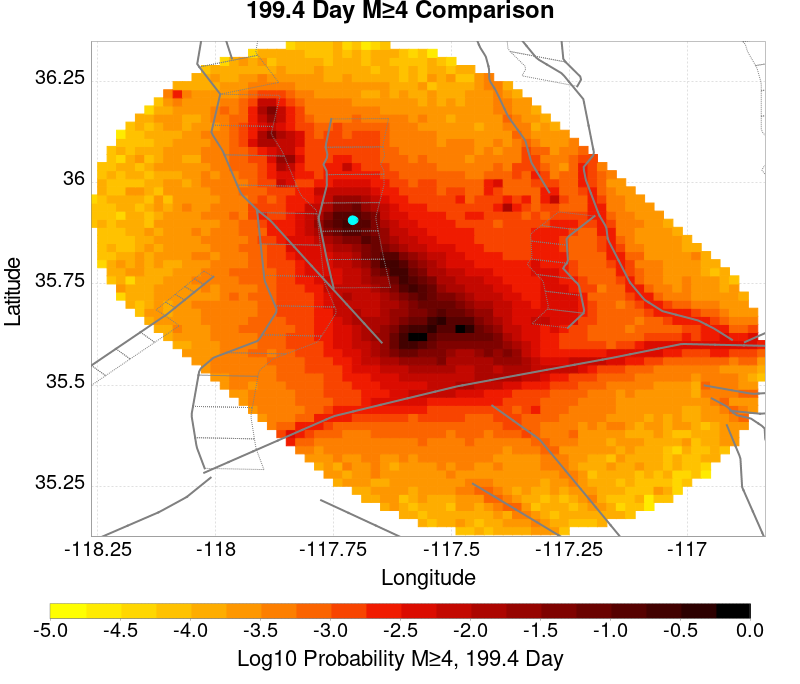 199.4 Day M≥4 Comparison
36.25
36
35.75
35.5
35.25
Latitude
-118.25 -118 -117.75 -117.5 -117.25 -117
Longitude
-5.0 -4.5 -4.0 -3.5 -3.0 -2.5 -2.0 -1.5 -1.0 -0.5 0.0
Log10 Probability M≥4, 199.4 Day